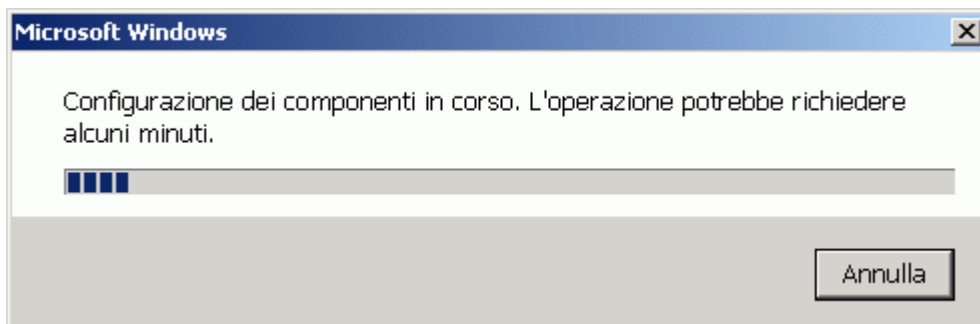 Microsoft Windows
Configurazione dei componenti in corso. L'operazione potrebbe richiedere
alcuni minuti.
Annulla